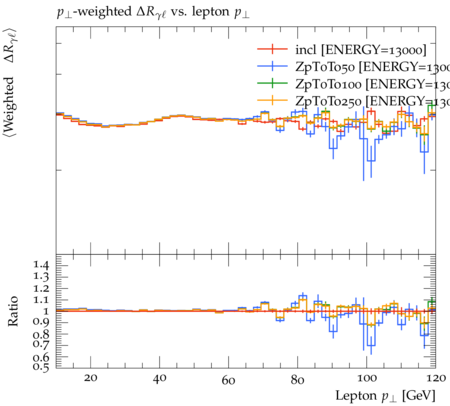 p⊥-weighted ΔRγℓ vs. lepton p⊥
⟨Weighted ΔRγℓ⟩
incl [ENERGY=13000]
ZpToTo50 [ENERGY=1300
ZpToTo100 [ENERGY=130
ZpToTo250 [ENERGY=130
Ratio
1.4
1.3
1.2
1.1
1
0.9
0.8
0.7
0.6
0.5
20 40 60 80 100 120
Lepton p⊥ [GeV]